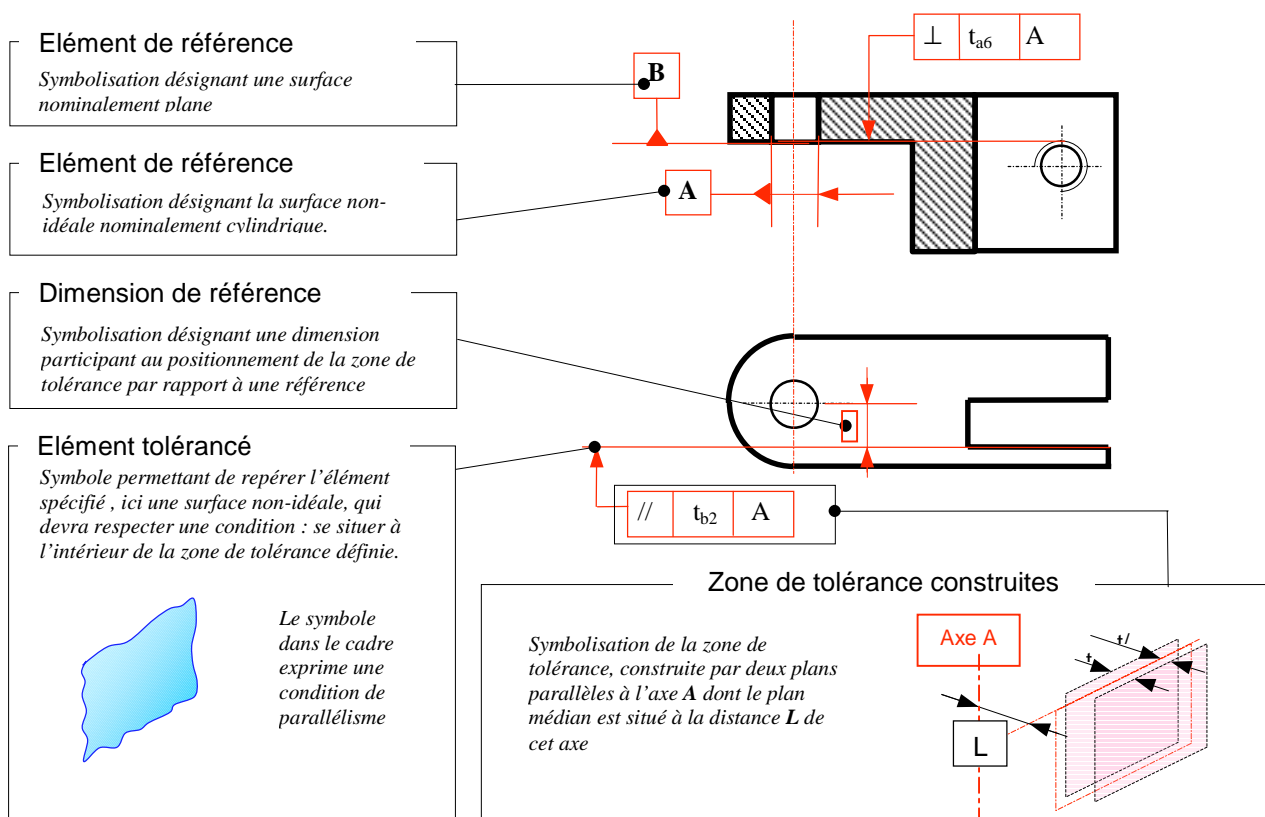 Elément de référence
Symbolisation désignant une surface
nominalement plane
B
⊥ ta6 A
Elément de référence
Symbolisation désignant la surface non-
idéale nominalement cylindrique.
A
Dimension de référence
Symbolisation désignant une dimension
participant au positionnement de la zone de
tolérance par rapport à une référence
Elément tolérancé
Symbole permettant de repérer l’élément
spécifié , ici une surface non-idéale, qui
devra respecter une condition : se situer à
l’intérieur de la zone de tolérance définie.
Le symbole
dans le cadre
exprime une
condition de
parallélisme
// tb2 A
Zone de tolérance construites
Symbolisation de la zone de
tolérance, construite par deux plans
parallèles à l’axe A dont le plan
médian est situé à la distance L de
cet axe
Axe A
L
t
t/